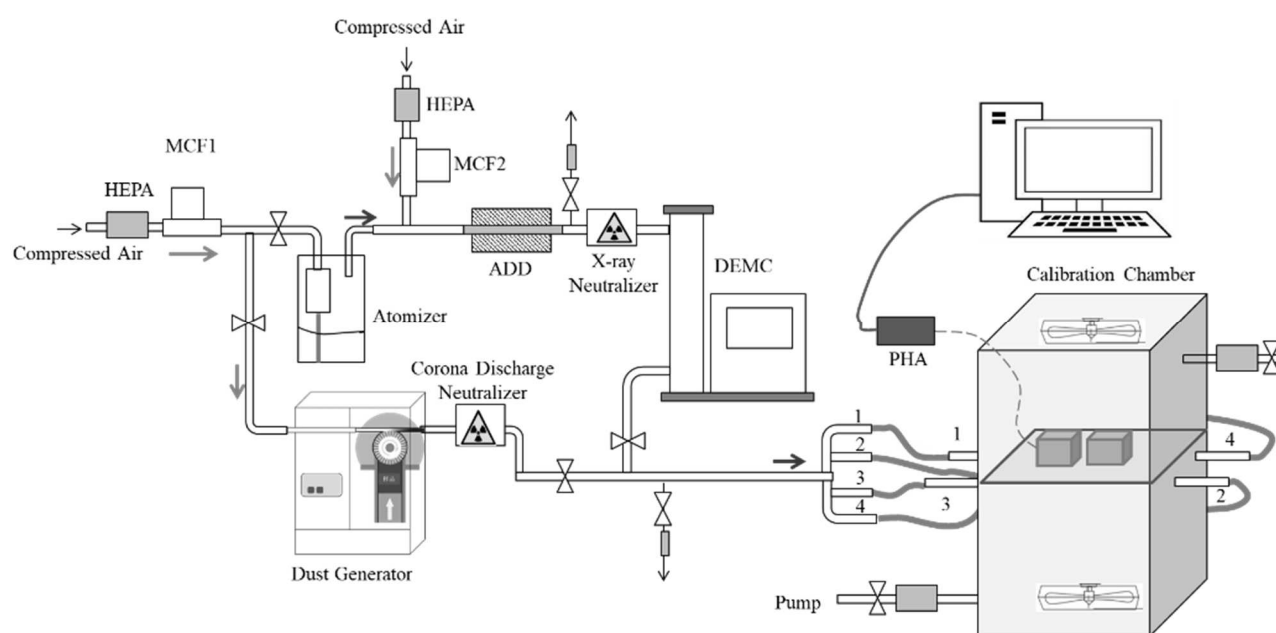 Compressed Air
HEPA
MCF1
MCF2
HEPA
Compressed Air
ADD
X-ray
Neutralizer
DEMC
Calibration Chamber
Atomizer
PHA
Corona Discharge
Neutralizer
1
1
2
4
3
3
2
4
Dust Generator
Pump